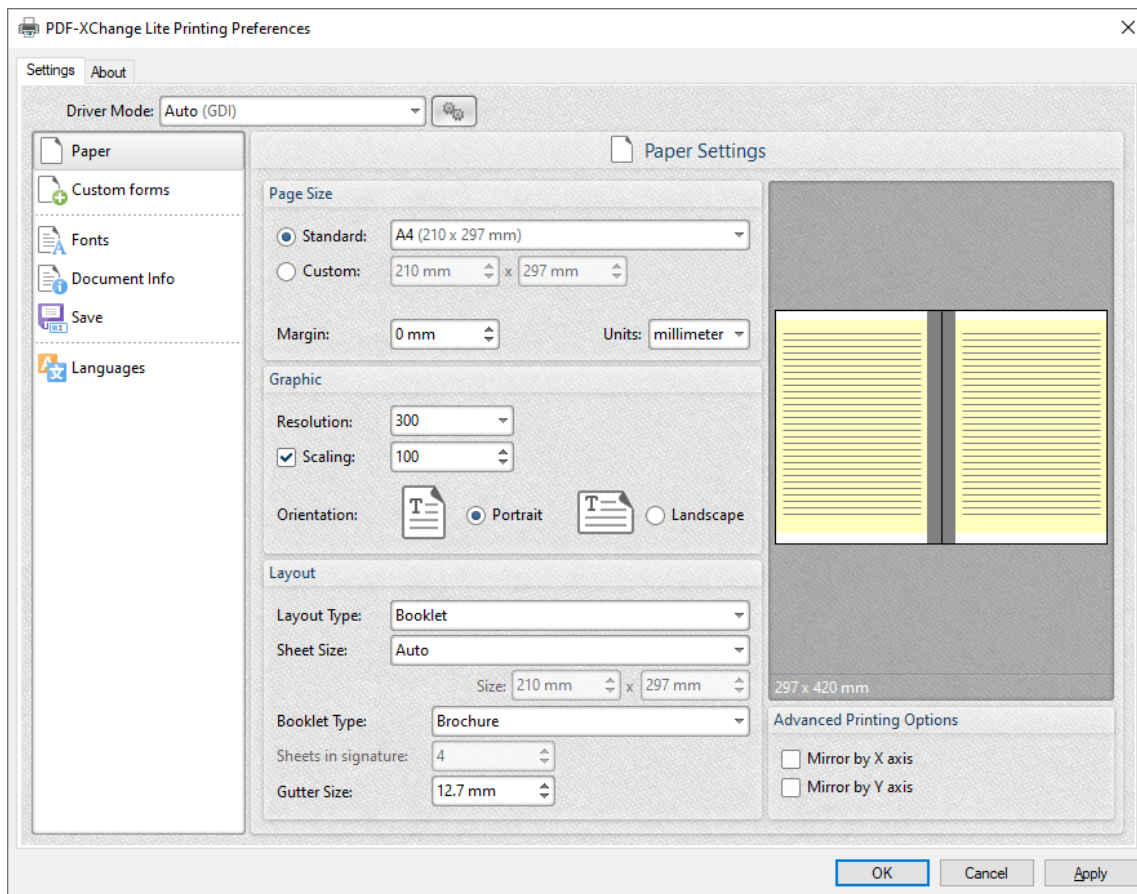 PDF-XChange Lite Printing Preferences
Settings About
Driver Mode: Auto (GDI)
Paper
Custom forms
Fonts
Document Info
Save
Languages
Paper Settings
Page Size
Standard: A4 (210 x 297 mm)
Custom: 210 mm x 297 mm
Margin: 0 mm Units: millimeter
Graphic
Resolution: 300
Scaling: 100
Orientation: T Portrait T Landscape
Layout
Layout Type: Booklet
Sheet Size: Auto
Size: 210 mm x 297 mm
Booklet Type: Brochure
Sheets in signature: 4
Gutter Size: 12.7 mm
297 x 420 mm
Advanced Printing Options
Mirror by X axis
Mirror by Y axis
OK Cancel Apply